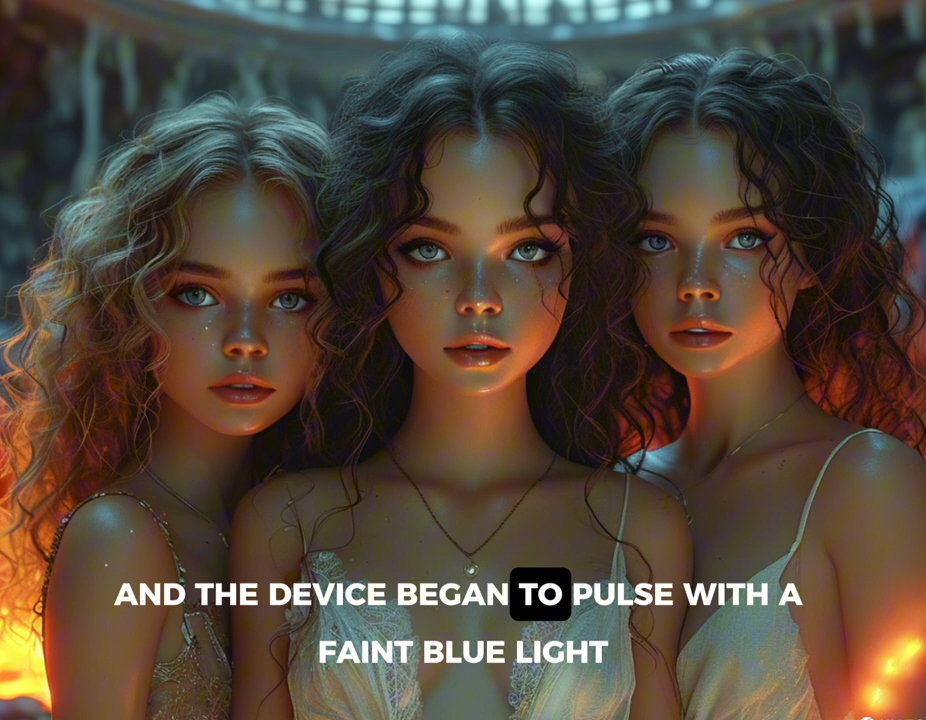 AND THE DEVICE BEGAN TO PULSE WITH A
FAINT BLUE LIGHT